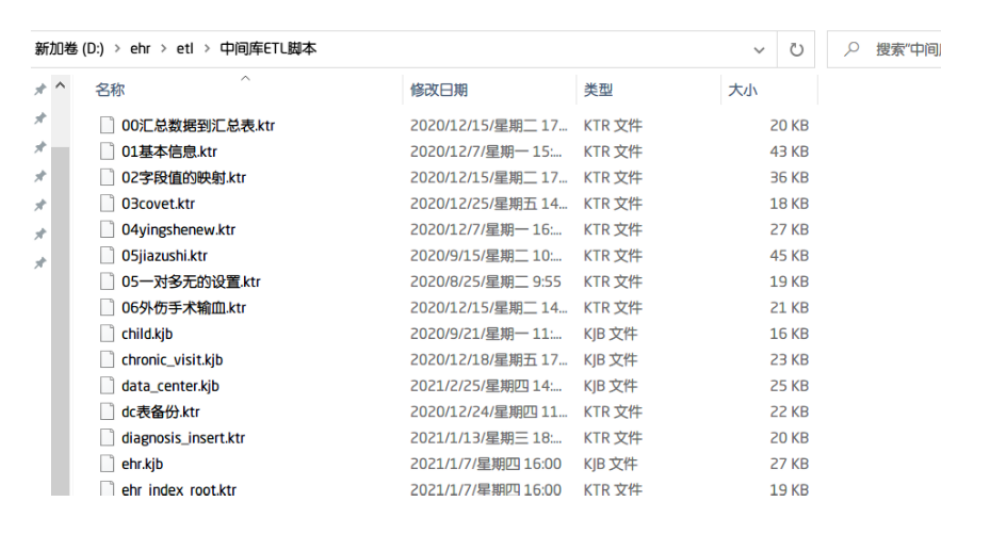 新加卷 (D:) > ehr > etl > 中间库ETL脚本 搜索"中间
名称 修改日期 类型 大小
00汇总数据到汇总表.ktr 2020/12/15/星期二 17... KTR 文件 20 KB
01基本信息.ktr 2020/12/7/星期一 15:... KTR 文件 43 KB
02字段值的映射.ktr 2020/12/15/星期二 17... KTR 文件 36 KB
03covet.ktr 2020/12/25/星期五 14... KTR 文件 18 KB
04yingshenew.ktr 2020/12/7/星期一 16:... KTR 文件 27 KB
05jiazushi.ktr 2020/9/15/星期二 10:... KTR 文件 45 KB
05一对多无的设置.ktr 2020/8/25/星期二 9:55 KTR 文件 19 KB
06外伤手术输血.ktr 2020/12/15/星期二 14... KTR 文件 21 KB
child.kjb 2020/9/21/星期一 11:... KJB 文件 16 KB
chronic_visit.kjb 2020/12/18/星期五 17... KJB 文件 23 KB
data_center.kjb 2021/2/25/星期四 14:... KJB 文件 25 KB
dc表备份.ktr 2020/12/24/星期四 11... KTR 文件 22 KB
diagnosis_insert.ktr 2021/1/13/星期三 18:... KTR 文件 20 KB
ehr.kjb 2021/1/7/星期四 16:00 KJB 文件 27 KB
ehr_index_root.ktr 2021/1/7/星期四 16:00 KTR 文件 19 KB